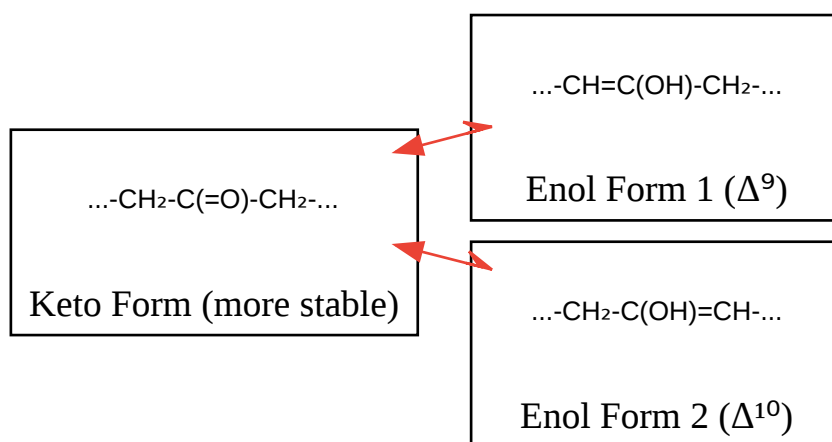 ...-CH=C(OH)-CH₂-...
Enol Form 1 (Δ⁹)
...-CH₂-C(=O)-CH₂-...
Keto Form (more stable)
...-CH₂-C(OH)=CH-...
Enol Form 2 (Δ¹⁰)